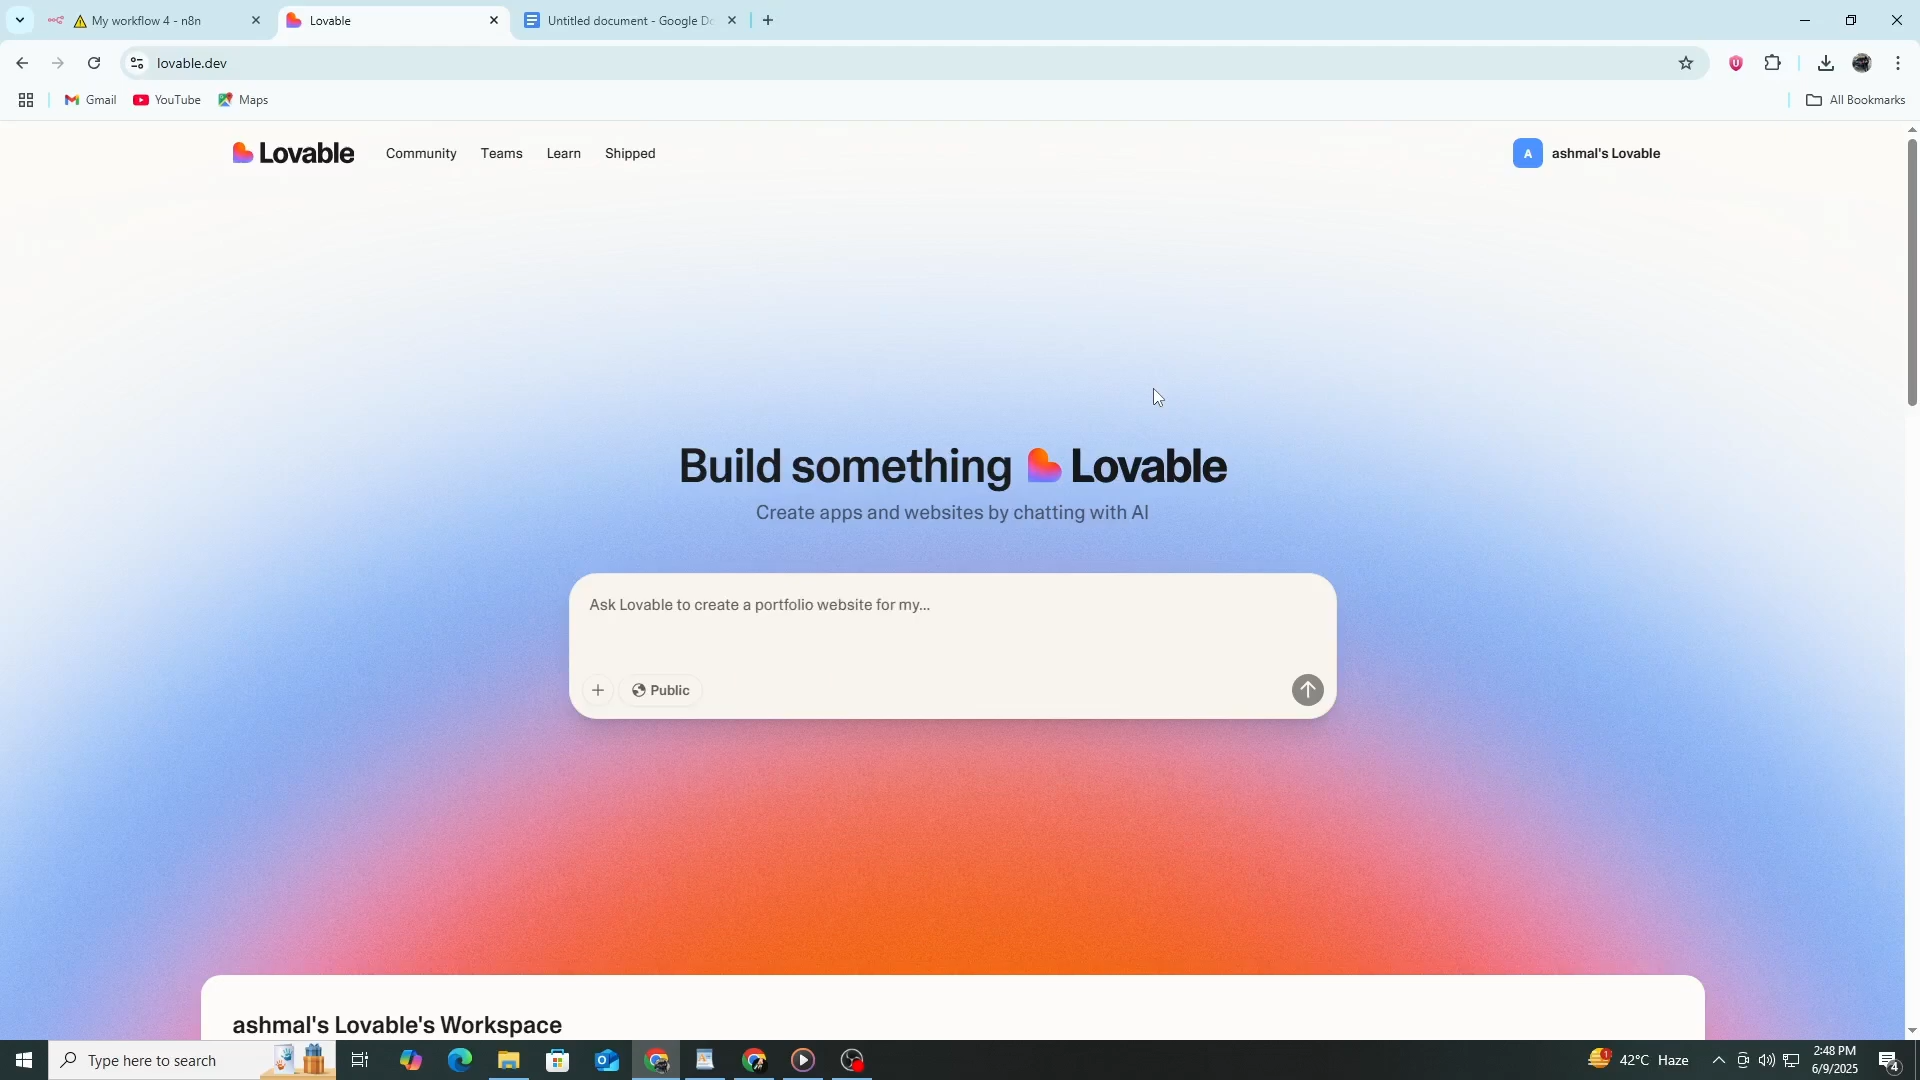 My workflow 4 - n8n
Lovable
Untitled document - Google Do
lovable.dev
Gmail
YouTube
Maps
All Bookmarks
Lovable
Community
Teams
Learn
Shipped
A
ashmal's Lovable
Build something Lovable
Create apps and websites by chatting with AI
Ask Lovable to create a portfolio website for my...
Public
ashmal's Lovable's Workspace
Type here to search
1
42°C Haze
2:48 PM
6/9/2025
4